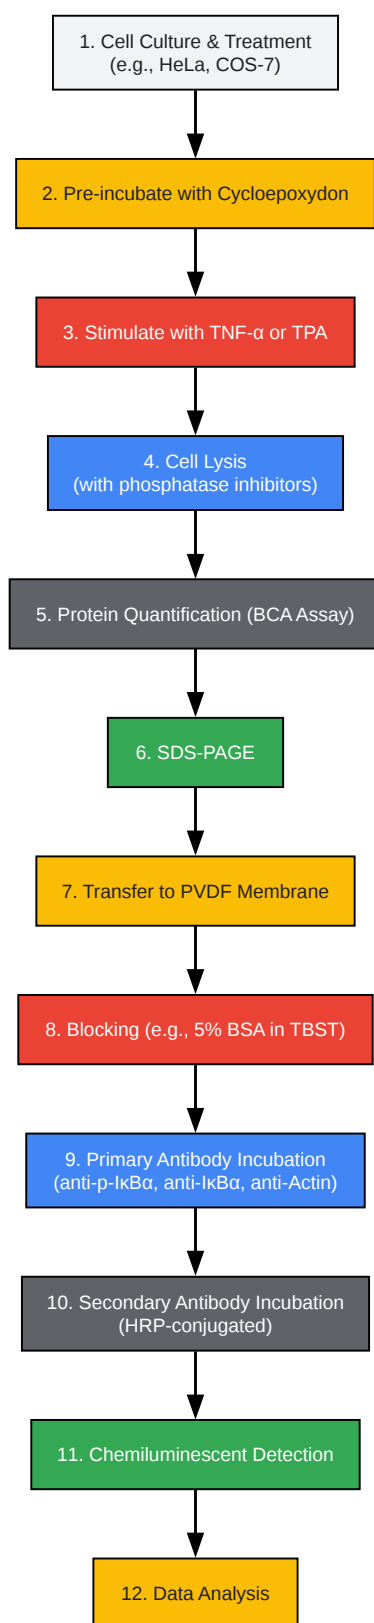 1. Cell Culture & Treatment
(e.g., HeLa, COS-7)
2. Pre-incubate with Cycloepoxydon
3. Stimulate with TNF-α or TPA
4. Cell Lysis
(with phosphatase inhibitors)
5. Protein Quantification (BCA Assay)
6. SDS-PAGE
7. Transfer to PVDF Membrane
8. Blocking (e.g., 5% BSA in TBST)
9. Primary Antibody Incubation
(anti-p-IκBα, anti-IκBα, anti-Actin)
10. Secondary Antibody Incubation
(HRP-conjugated)
11. Chemiluminescent Detection
12. Data Analysis